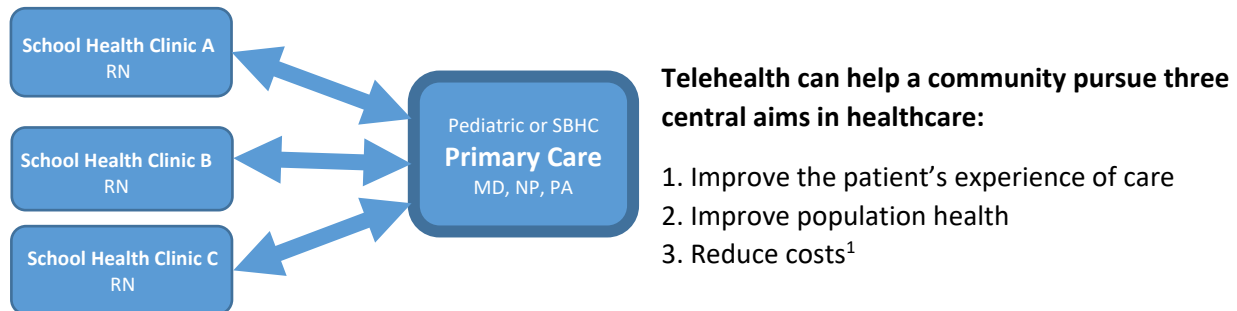 School Health Clinic A
RN
School Health Clinic B
RN
School Health Clinic C
RN
Pediatric or SBHC
Primary Care
MD, NP, PA
Telehealth can help a community pursue three
central aims in healthcare:
1. Improve the patient’s experience of care
2. Improve population health
3. Reduce costs¹